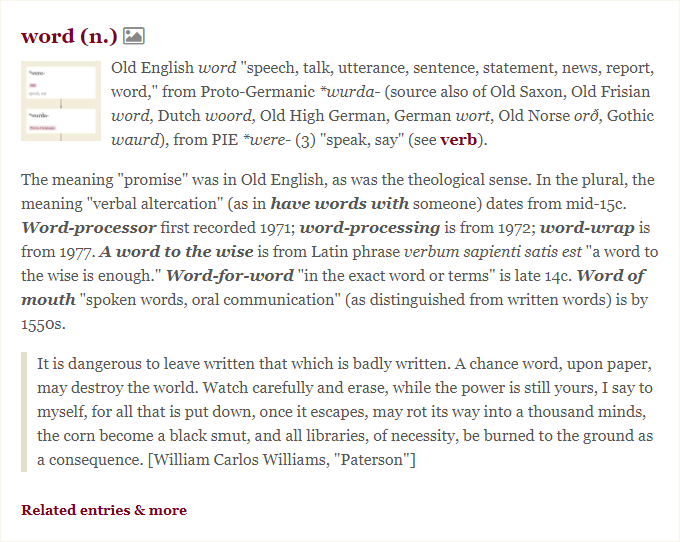 word (n.)
*were-
*wurda-
Old English word "speech, talk, utterance, sentence, statement, news, report,
word," from Proto-Germanic *wurda- (source also of Old Saxon, Old Frisian
word, Dutch woord, Old High German, German wort, Old Norse orð, Gothic
waurd), from PIE *were- (3) "speak, say" (see verb).
The meaning "promise" was in Old English, as was the theological sense. In the plural, the
meaning "verbal altercation" (as in have words with someone) dates from mid-15c.
Word-processor first recorded 1971; word-processing is from 1972; word-wrap is
from 1977. A word to the wise is from Latin phrase verbum sapienti satis est "a word to
the wise is enough." Word-for-word "in the exact word or terms" is late 14c. Word of
mouth "spoken words, oral communication" (as distinguished from written words) is by
1550s.
It is dangerous to leave written that which is badly written. A chance word, upon paper,
may destroy the world. Watch carefully and erase, while the power is still yours, I say to
myself, for all that is put down, once it escapes, may rot its way into a thousand minds,
the corn become a black smut, and all libraries, of necessity, be burned to the ground as
a consequence. [William Carlos Williams, "Paterson"]
Related entries & more